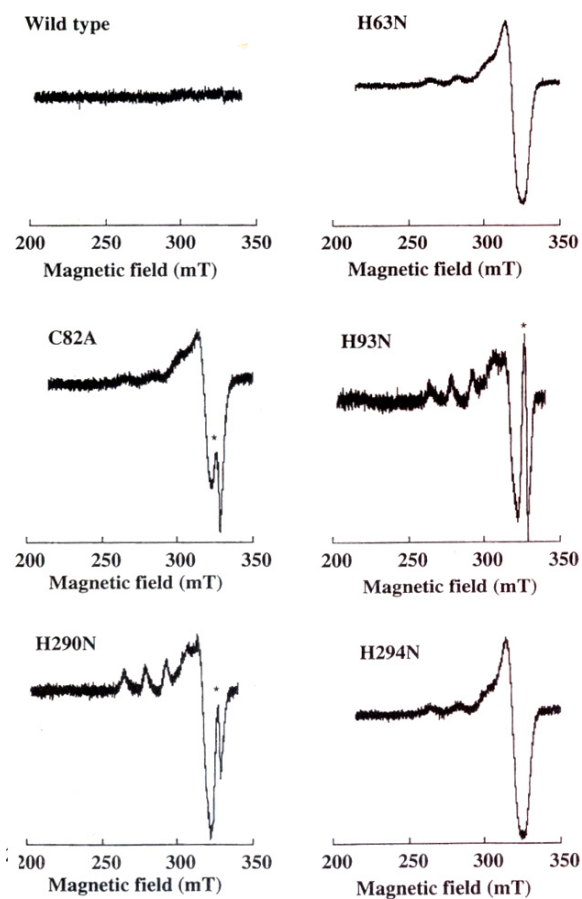 Wild type
200 250 300 350
Magnetic field (mT)
H63N
200 250 300 350
Magnetic field (mT)
C82A
*
200 250 300 350
Magnetic field (mT)
H93N
*
200 250 300 350
Magnetic field (mT)
H290N
*
200 250 300 350
Magnetic field (mT)
H294N
200 250 300 350
Magnetic field (mT)